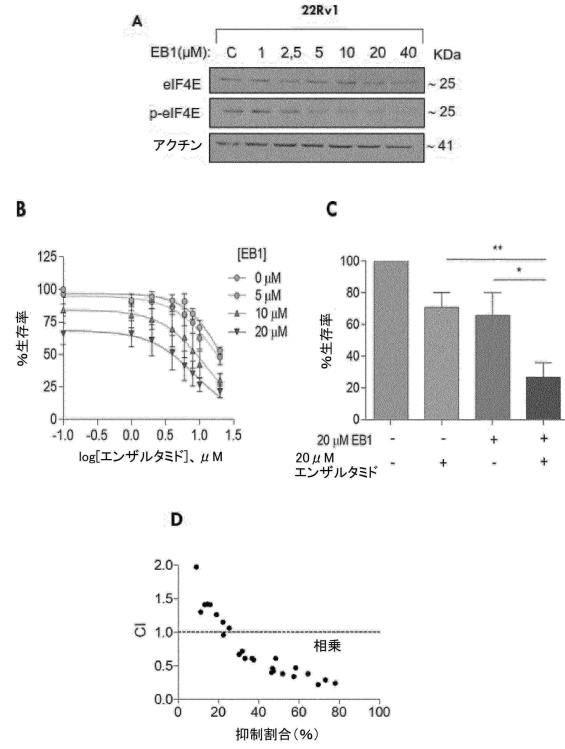 22Rv1
A
EB1(μM): C 1 2,5 5 10 20 40 KDa
eIF4E ~25
p-eIF4E ~25
アクチン ~41
B
[EB1]
0 μM
5 μM
10 μM
20 μM
%生存率
125
100
75
50
25
0
-1.0 -0.5 0.0 0.5 1.0 1.5
log[エンザルタミド]、μM
C
**
*
%生存率
100
80
60
40
20
0
20 μM EB1 - - + +
20 μM
エンザルタミド - + - +
D
CI
2.0
1.5
1.0
0.5
0.0
相乗
0 20 40 60 80 100
抑制割合(%)